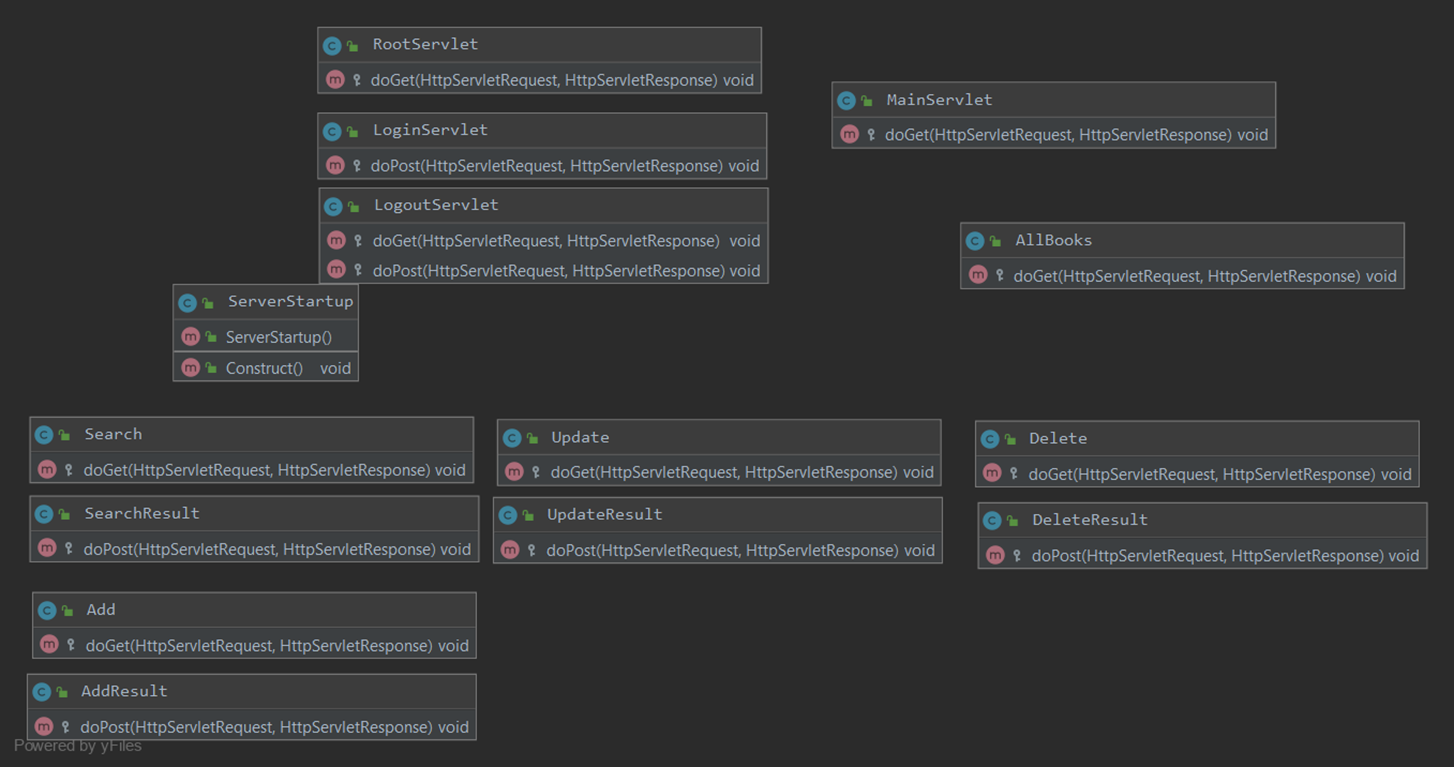 RootServlet
doGet(HttpServletRequest, HttpServletResponse) void
MainServlet
doGet(HttpServletRequest, HttpServletResponse) void
LoginServlet
doPost(HttpServletRequest, HttpServletResponse) void
LogoutServlet
doGet(HttpServletRequest, HttpServletResponse) void
doPost(HttpServletRequest, HttpServletResponse) void
AllBooks
doGet(HttpServletRequest, HttpServletResponse) void
ServerStartup
ServerStartup()
Construct() void
Search
doGet(HttpServletRequest, HttpServletResponse) void
Update
doGet(HttpServletRequest, HttpServletResponse) void
Delete
doGet(HttpServletRequest, HttpServletResponse) void
SearchResult
doPost(HttpServletRequest, HttpServletResponse) void
UpdateResult
doPost(HttpServletRequest, HttpServletResponse) void
DeleteResult
doPost(HttpServletRequest, HttpServletResponse) void
Add
doGet(HttpServletRequest, HttpServletResponse) void
AddResult
doPost(HttpServletRequest, HttpServletResponse) void
Powered by yFiles